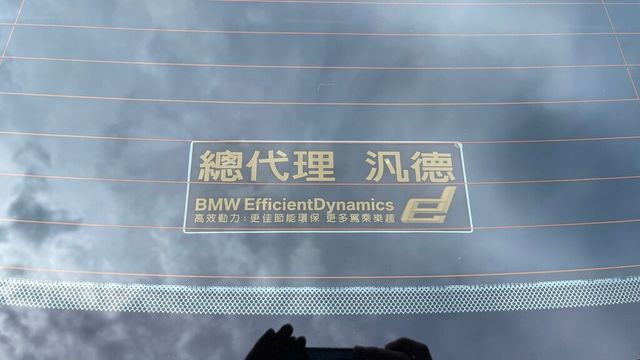 總代理 汎德
BMW EfficientDynamics
高效動力：更佳節能環保 更多駕乘樂趣